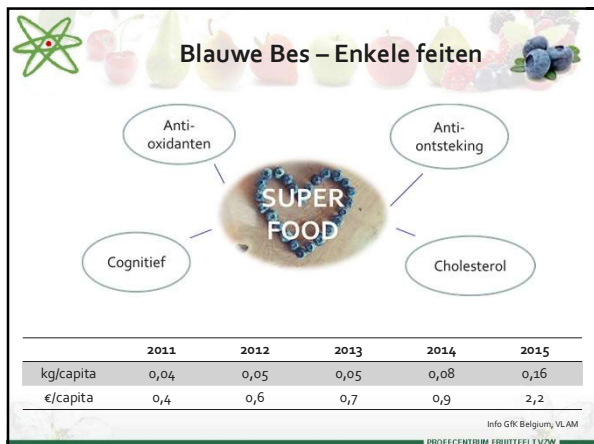 Blauwe Bes – Enkele feiten
Anti-
oxidanten
Anti-
ontsteking
SUPER
FOOD
Cognitief
Cholesterol
2011 2012 2013 2014 2015
kg/capita 0,04 0,05 0,05 0,08 0,16
€/capita 0,4 0,6 0,7 0,9 2,2
Info GfK Belgium, VLAM
PROEFCENTRUM FRUITTEELT VZW